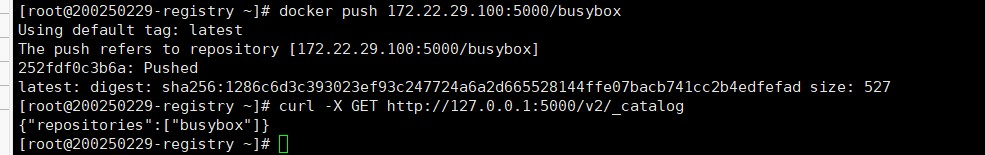 [root@200250229-registry ~]# docker push 172.22.29.100:5000/busybox
Using default tag: latest
The push refers to repository [172.22.29.100:5000/busybox]
252fdf0c3b6a: Pushed
latest: digest: sha256:1286c6d3c393023ef93c247724a6a2d665528144ffe07bacb741cc2b4edfefad size: 527
[root@200250229-registry ~]# curl -X GET http://127.0.0.1:5000/v2/_catalog
{"repositories":["busybox"]}
[root@200250229-registry ~]#